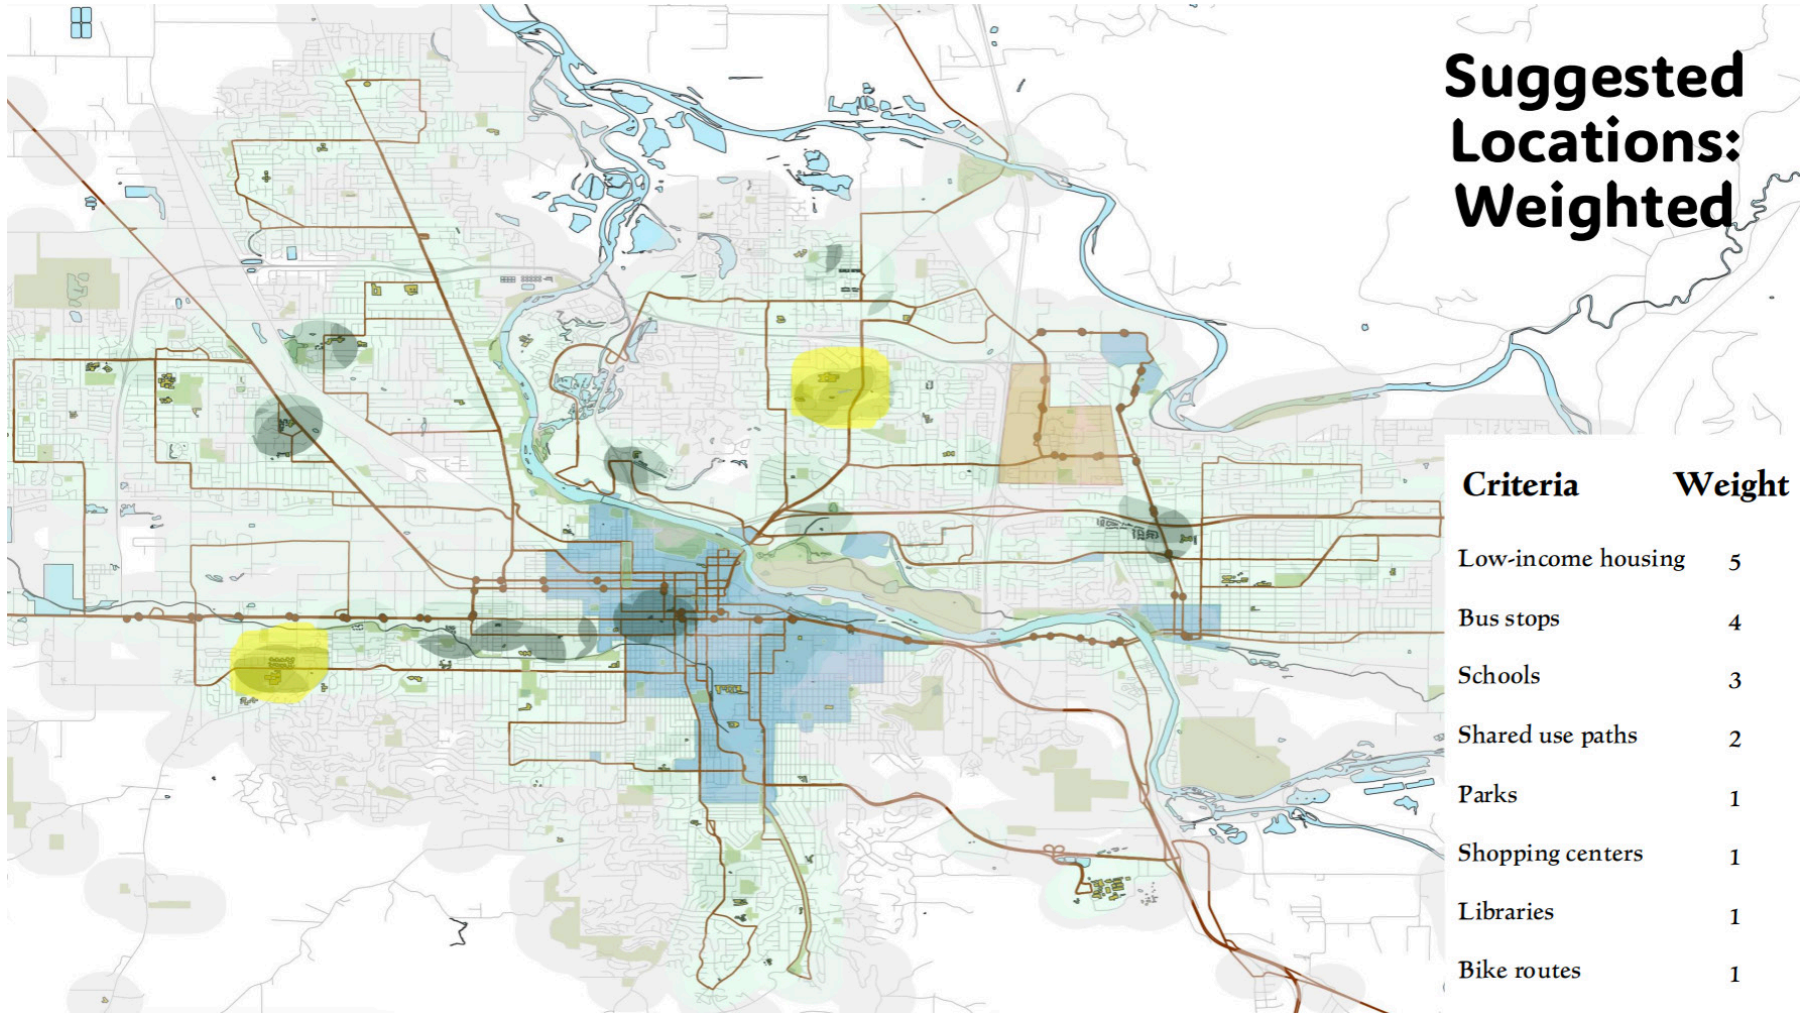 Suggested
Locations:
Weighted
Criteria Weight
Low-income housing 5
Bus stops 4
Schools 3
Shared use paths 2
Parks 1
Shopping centers 1
Libraries 1
Bike routes 1